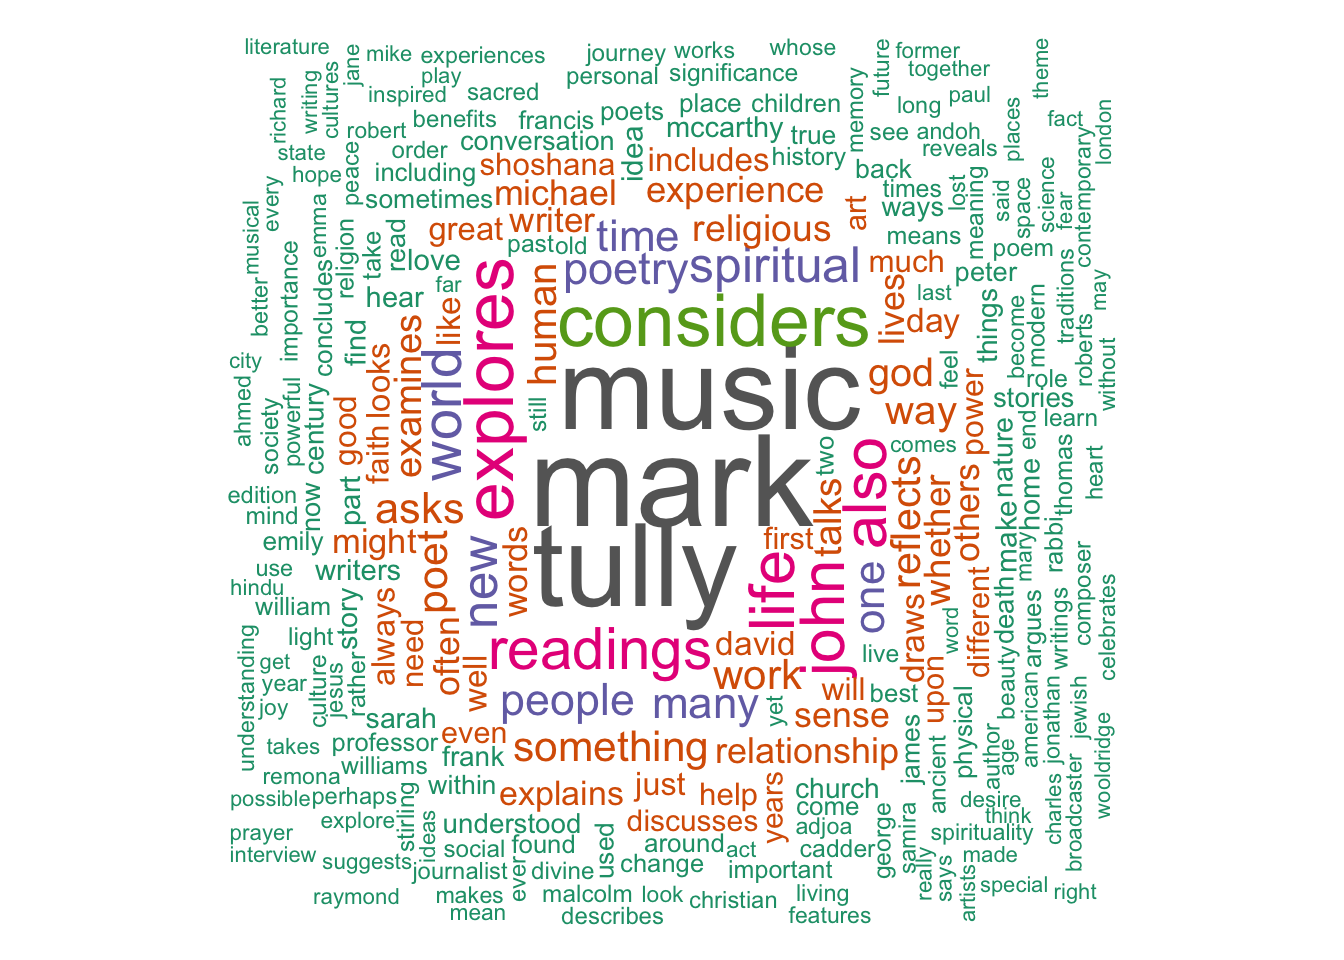 literature
mike
experiences
journey
works
whose
former
together
future
theme
jane
play
personal
significance
inspired
sacred
richard
writing
cultures
robert
benefits
francis
poets
place
children
memory
long
paul
places
fact
london
state
order
conversation
idea
mccarthy
true
see
andoh
reveals
hope
peace
including
shoshana
includes
history
back
times
lost
meaning
said
space
science
fear
contemporary
every
sometimes
michael
experience
art
ways
musical
emma
religion
take
read
great
writer
time
religious
means
poem
past
old
love
poetry
spiritual
much
peter
traditions
may
better
importance
concludes
hear
far
explores
human
considers
lives
day
last
things
become
modern
roberts
without
find
like
world
examines
looks
music
god
feel
role
city
ahmed
society
powerful
century
good
faith
still
way
power
stories
learn
comes
nature
end
edition
mind
now
part
asks
mark
two
also
talks
reflects
whether
others
make
home
thomas
heart
emily
might
poet
new
words
tully
first
life
john
one
use
writers
hindu
william
story
always
need
often
readings
david
draws
different
word
death
mary
rabbi
composer
light
well
work
live
upon
beauty
argues
writings
celebrates
understanding
get
year
joy
culture
jesus
rather
people
many
yet
will
best
sense
american
jonathan
jewish
sarah
takes
professor
even
something
relationship
james
ancient
physical
author
age
wooldridge
williams
frank
remona
within
explains
just
help
years
church
possible
perhaps
come
desire
charles
broadcaster
explore
stirling
understood
discusses
adjoa
think
prayer
ideas
social
found
used
around
act
cadder
george
samira
spirituality
interview
suggests
journalist
ever
divine
change
important
really
says
made
raymond
makes
malcolm
look
christian
living
artists
special
right
mean
describes
features